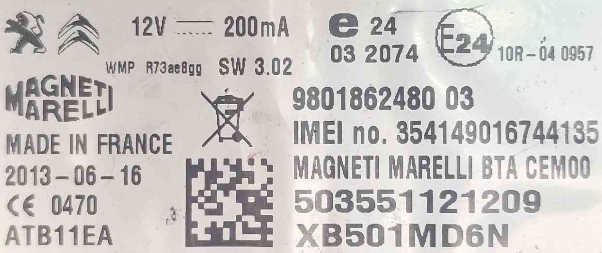 12V 200mA e 24
03 2074 E24 10R-04 0957
WMP R73ae8gg SW 3.02
MAGNETI MARELLI
9801862480 03
MADE IN FRANCE
IMEI no. 354149016744135
2013-06-16
MAGNETI MARELLI BTA CEM00
CE 0470
503551121209
ATB11EA
XB501MD6N